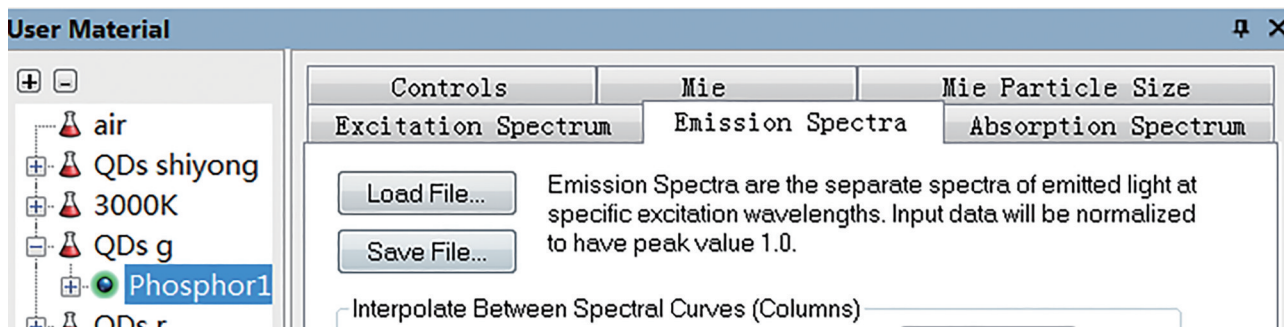 User Material
Controls Mie Mie Particle Size
Excitation Spectrum Emission Spectra Absorption Spectrum
air
QDs shiyong
3000K
QDs g
Phosphor1
QDs r
Load File...
Save File...
Emission Spectra are the separate spectra of emitted light at
specific excitation wavelengths. Input data will be normalized
to have peak value 1.0.
Interpolate Between Spectral Curves (Columns)